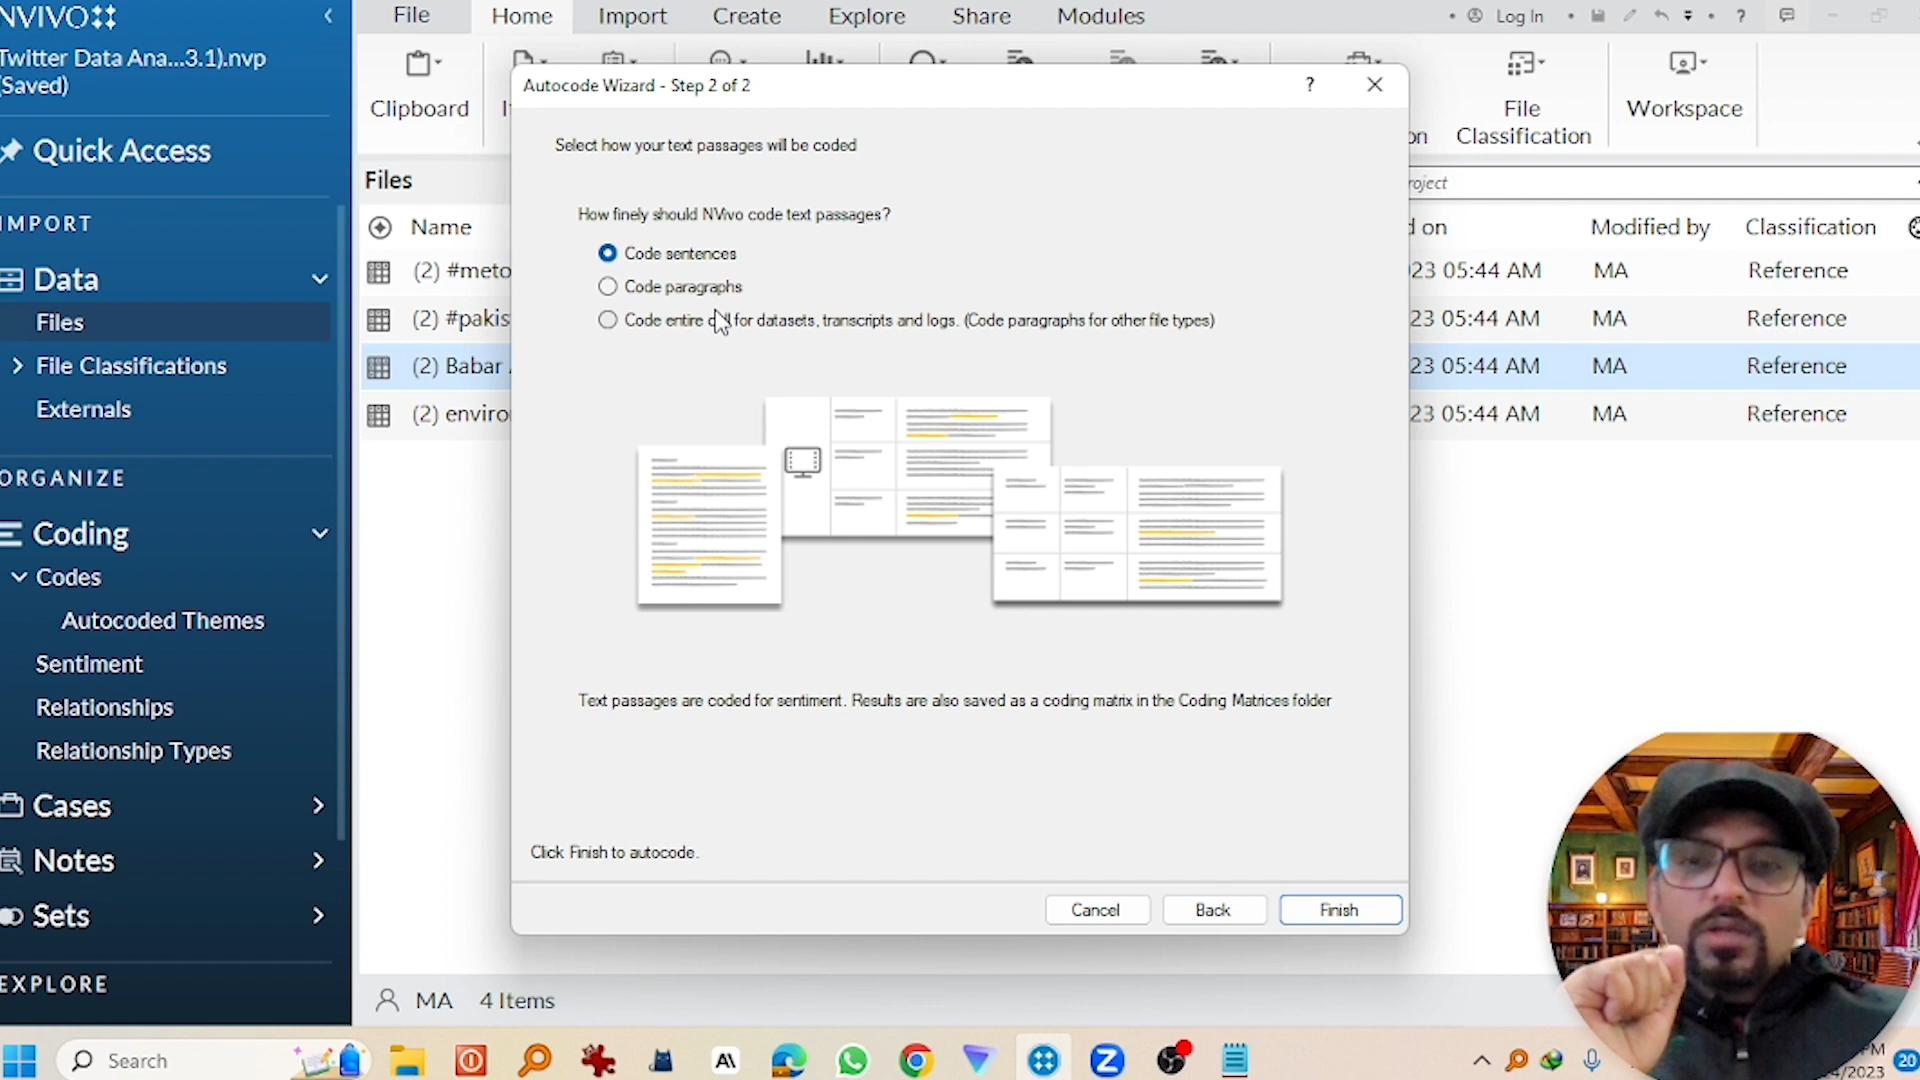 NVIVO
Twitter Data Ana...3.1).nvp
(Saved)
Quick Access
IMPORT
Data
Files
File Classifications
Externals
ORGANIZE
Coding
Codes
Autocoded Themes
Sentiment
Relationships
Relationship Types
Cases
Notes
Sets
EXPLORE
File Home Import Create Explore Share Modules
Log In
Clipboard
File
Classification
Workspace
Files
Name
Modified by Classification
(2) #meto 23 05:44 AM MA Reference
(2) #pakis 23 05:44 AM MA Reference
(2) Babar 23 05:44 AM MA Reference
(2) enviro 23 05:44 AM MA Reference
Autocode Wizard - Step 2 of 2
?
Select how your text passages will be coded
How finely should NVivo code text passages?
Code sentences
Code paragraphs
Code entire cell for datasets, transcripts and logs. (Code paragraphs for other file types)
Text passages are coded for sentiment. Results are also saved as a coding matrix in the Coding Matrices folder
Click Finish to autocode.
Cancel Back Finish
MA 4 Items
Search
20